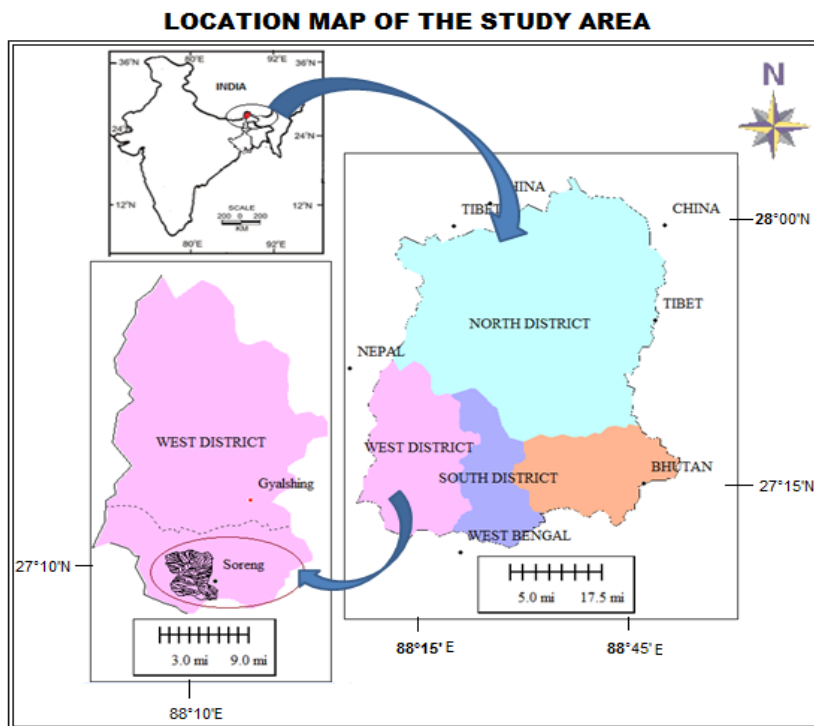 LOCATION MAP OF THE STUDY AREA
36°N
80°E
92°E
36°N
INDIA
24°N
24°N
12°N
SCALE
200 0 200
KM
12°N
80°E
92°E
N
HINA
TIBET
CHINA
28°00'N
NORTH DISTRICT
TIBET
NEPAL
WEST DISTRICT
SOUTH DISTRICT
BHUTAN
27°15'N
WEST BENGAL
5.0 mi 17.5 mi
88°15' E
88°45' E
WEST DISTRICT
Gyalshing
27°10'N
Soreng
3.0 mi 9.0 mi
88°10'E